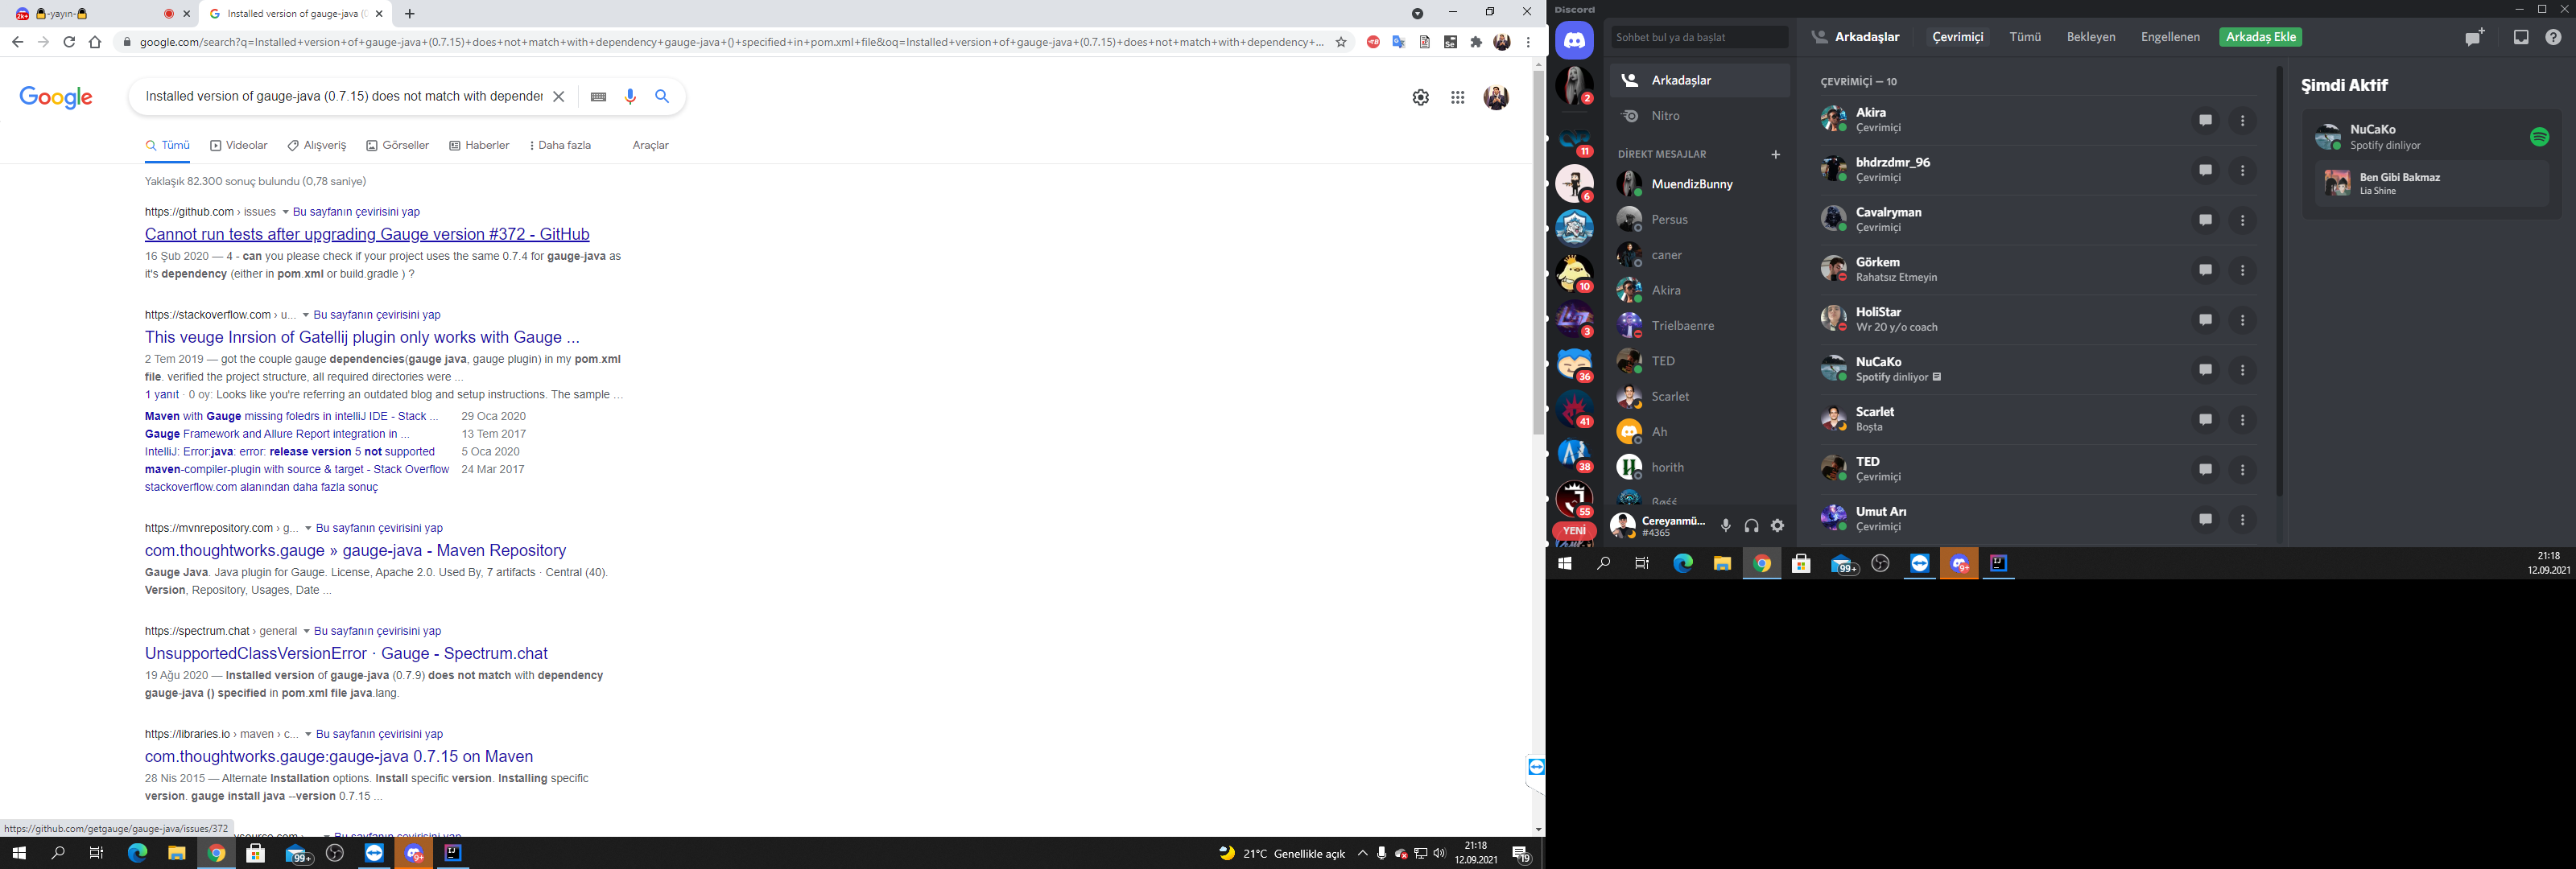 -yayın-
Installed version of gauge-java (0
google.com/search?q=Installed+version+of+gauge-java+(0.7.15)+does+not+match+with+dependency+gauge-java+()+specified+in+pom.xml+file&oq=Installed+version+of+gauge-java+(0.7.15)+does+not+match+with+dependency+...
Google
Installed version of gauge-java (0.7.15) does not match with depender
Tümü
Videolar
Alışveriş
Görseller
Haberler
Daha fazla
Araçlar
Yaklaşık 82.300 sonuç bulundu (0,78 saniye)
https://github.com › issues Bu sayfanın çevirisini yap
Cannot run tests after upgrading Gauge version #372 - GitHub
16 Şub 2020 — 4 - can you please check if your project uses the same 0.7.4 for gauge-java as
it's dependency (either in pom.xml or build.gradle ) ?
https://stackoverflow.com › u... Bu sayfanın çevirisini yap
This veuge Inrsion of Gatellij plugin only works with Gauge ...
2 Tem 2019 — got the couple gauge dependencies(gauge java, gauge plugin) in my pom.xml
file. verified the project structure, all required directories were ...
1 yanıt · 0 oy: Looks like you're referring an outdated blog and setup instructions. The sample ...
Maven with Gauge missing foledrs in intelliJ IDE - Stack ... 29 Oca 2020
Gauge Framework and Allure Report integration in ... 13 Tem 2017
IntelliJ: Error:java: error: release version 5 not supported 5 Oca 2020
maven-compiler-plugin with source & target - Stack Overflow 24 Mar 2017
stackoverflow.com alanından daha fazla sonuç
https://mvnrepository.com › g... Bu sayfanın çevirisini yap
com.thoughtworks.gauge » gauge-java - Maven Repository
Gauge Java. Java plugin for Gauge. License, Apache 2.0. Used By, 7 artifacts · Central (40).
Version, Repository, Usages, Date ...
https://spectrum.chat › general Bu sayfanın çevirisini yap
UnsupportedClassVersionError · Gauge - Spectrum.chat
19 Ağu 2020 — Installed version of gauge-java (0.7.9) does not match with dependency
gauge-java () specified in pom.xml file java.lang.
https://libraries.io › maven › c... Bu sayfanın çevirisini yap
com.thoughtworks.gauge:gauge-java 0.7.15 on Maven
28 Nis 2015 — Alternate Installation options. Install specific version. Installing specific
version. gauge install java --version 0.7.15 ...
https://github.com/getgauge/gauge-java/issues/372
Bu sayfanın çevirisini yap
99+
9+
21°C Genellikle açık
21:18
12.09.2021
19
Discord
2
11
6
10
3
36
41
38
55
YENİ
Sohbet bul ya da başlat
Arkadaşlar
Nitro
DİREKT MESAJLAR
MuendizBunny
Persus
caner
Akira
Trielbaenre
TED
Scarlet
Ah
horith
Cereyanmü...
#4365
Arkadaşlar
Çevrimiçi
Tümü
Bekleyen
Engellenen
Arkadaş Ekle
ÇEVRİMİÇİ — 10
Akira
Çevrimiçi
bhdrzdmr_96
Çevrimiçi
Cavalryman
Çevrimiçi
Görkem
Rahatsız Etmeyin
HoliStar
Wr 20 y/o coach
NuCaKo
Spotify dinliyor
Scarlet
Boşta
TED
Çevrimiçi
Umut Arı
Çevrimiçi
Şimdi Aktif
NuCaKo
Spotify dinliyor
Ben Gibi Bakmaz
Lia Shine
99+
9+
21:18
12.09.2021